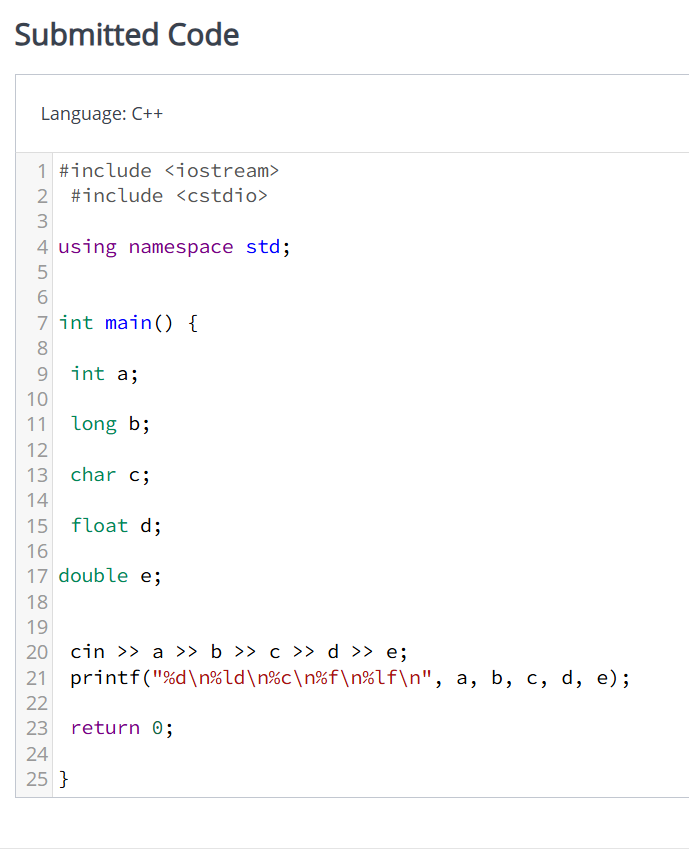 Submitted Code
Language: C++
1 #include <iostream>
2  #include <cstdio>
3
4 using namespace std;
5
6
7 int main() {
8
9  int a;
10
11  long b;
12
13  char c;
14
15  float d;
16
17 double e;
18
19
20  cin >> a >> b >> c >> d >> e;
21  printf("%d\n%ld\n%c\n%f\n%lf\n", a, b, c, d, e);
22
23  return 0;
24
25 }